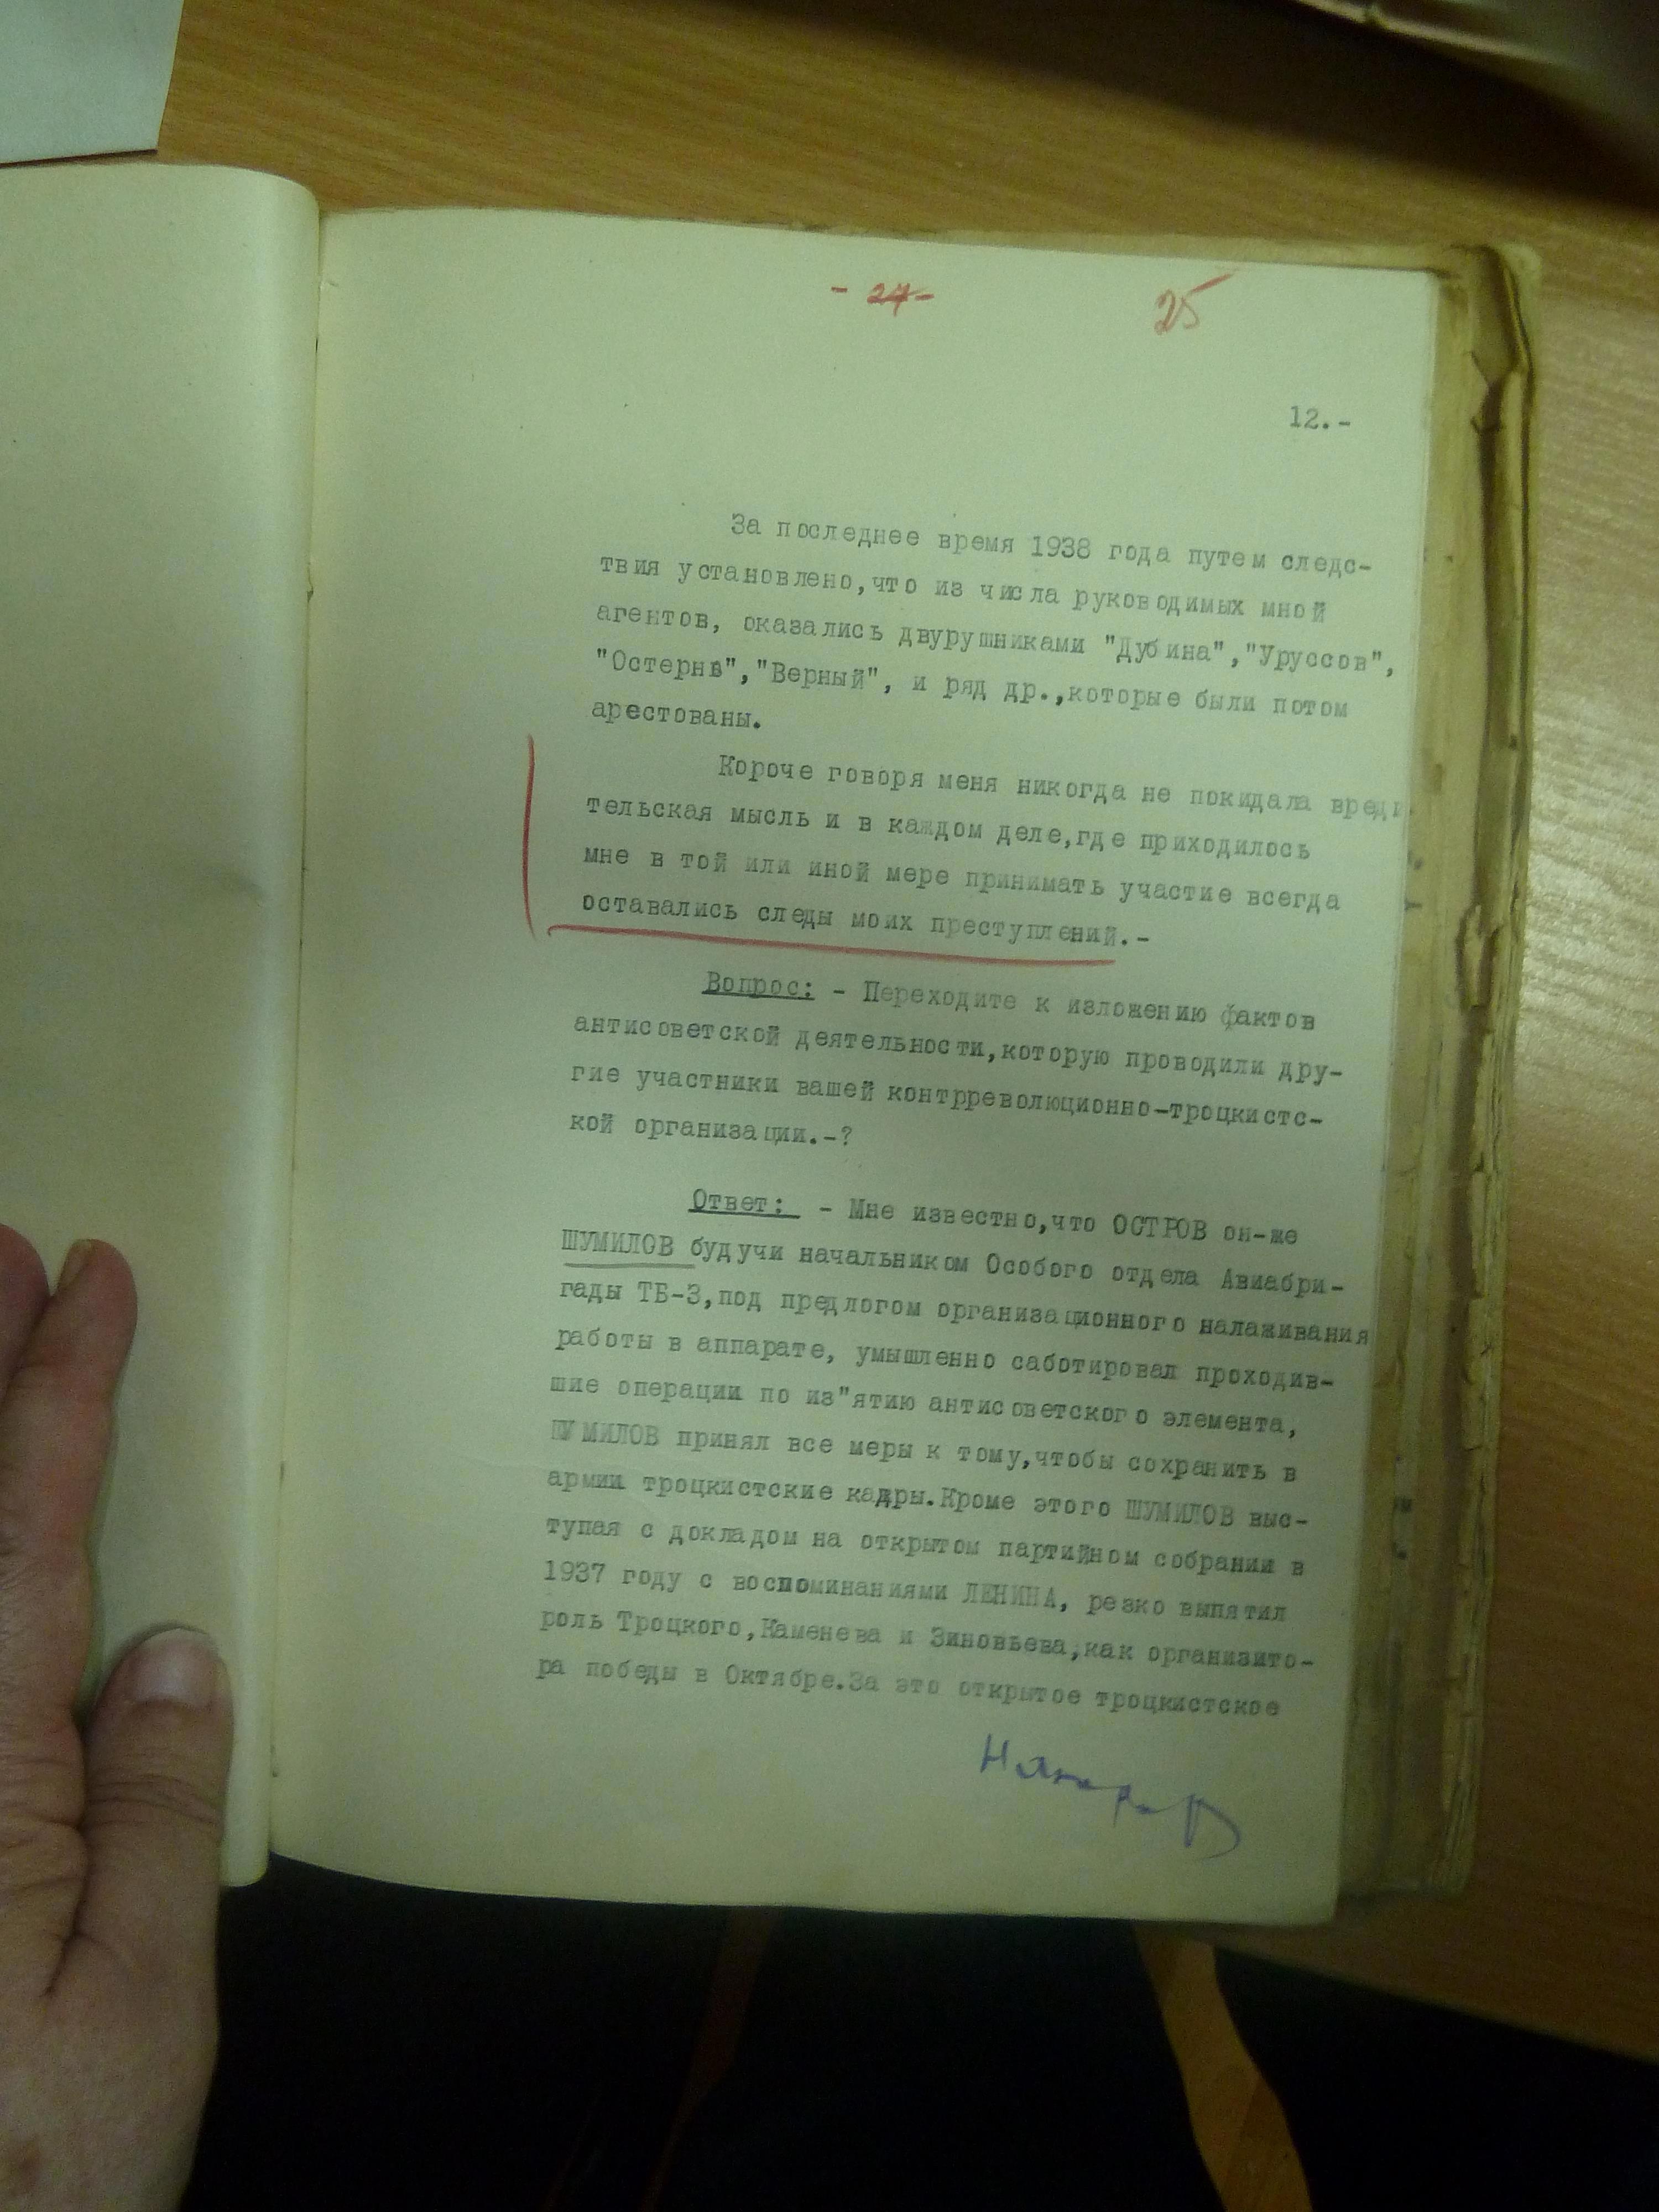 - 27 -
25
12.-
За последнее время 1938 года путем следс-
твия установлено,что из числа руководимых мной
агентов, оказались двурушниками "Дубина","Уруссов",
"Остернв","Верный", и ряд др.,которые были потом
арестованы.
Короче говоря меня никогда не покидала вреди
тельская мысль и в каждом деле,где приходилось
мне в той или иной мере принимать участие всегда
оставались следы моих преступлений.-
Вопрос: - Переходите к изложению фактов
антисоветской деятельности,которую проводили дру-
гие участники вашей контрреволюционно-троцкистс-
кой организации.-?
Ответ: - Мне известно,что ОСТРОВ он-же
ШУМИЛОВ будучи начальником Особого отдела Авиабри-
гады ТБ-3,под предлогом организационного налаживания
работы в аппарате, умышленно саботировал проходив-
шие операции по из"ятию антисоветского элемента,
ШУМИЛОВ принял все меры к тому,чтобы сохранить в
армии троцкистские кадры.Кроме этого ШУМИЛОВ выс-
тупая с докладом на открытом партийном собрании в
1937 году с воспоминаниями ЛЕНИНА, резко выпятил
роль Троцкого,Каменева и Зиновьева,как организито-
ра победы в Октябре.За это открытое троцкистское